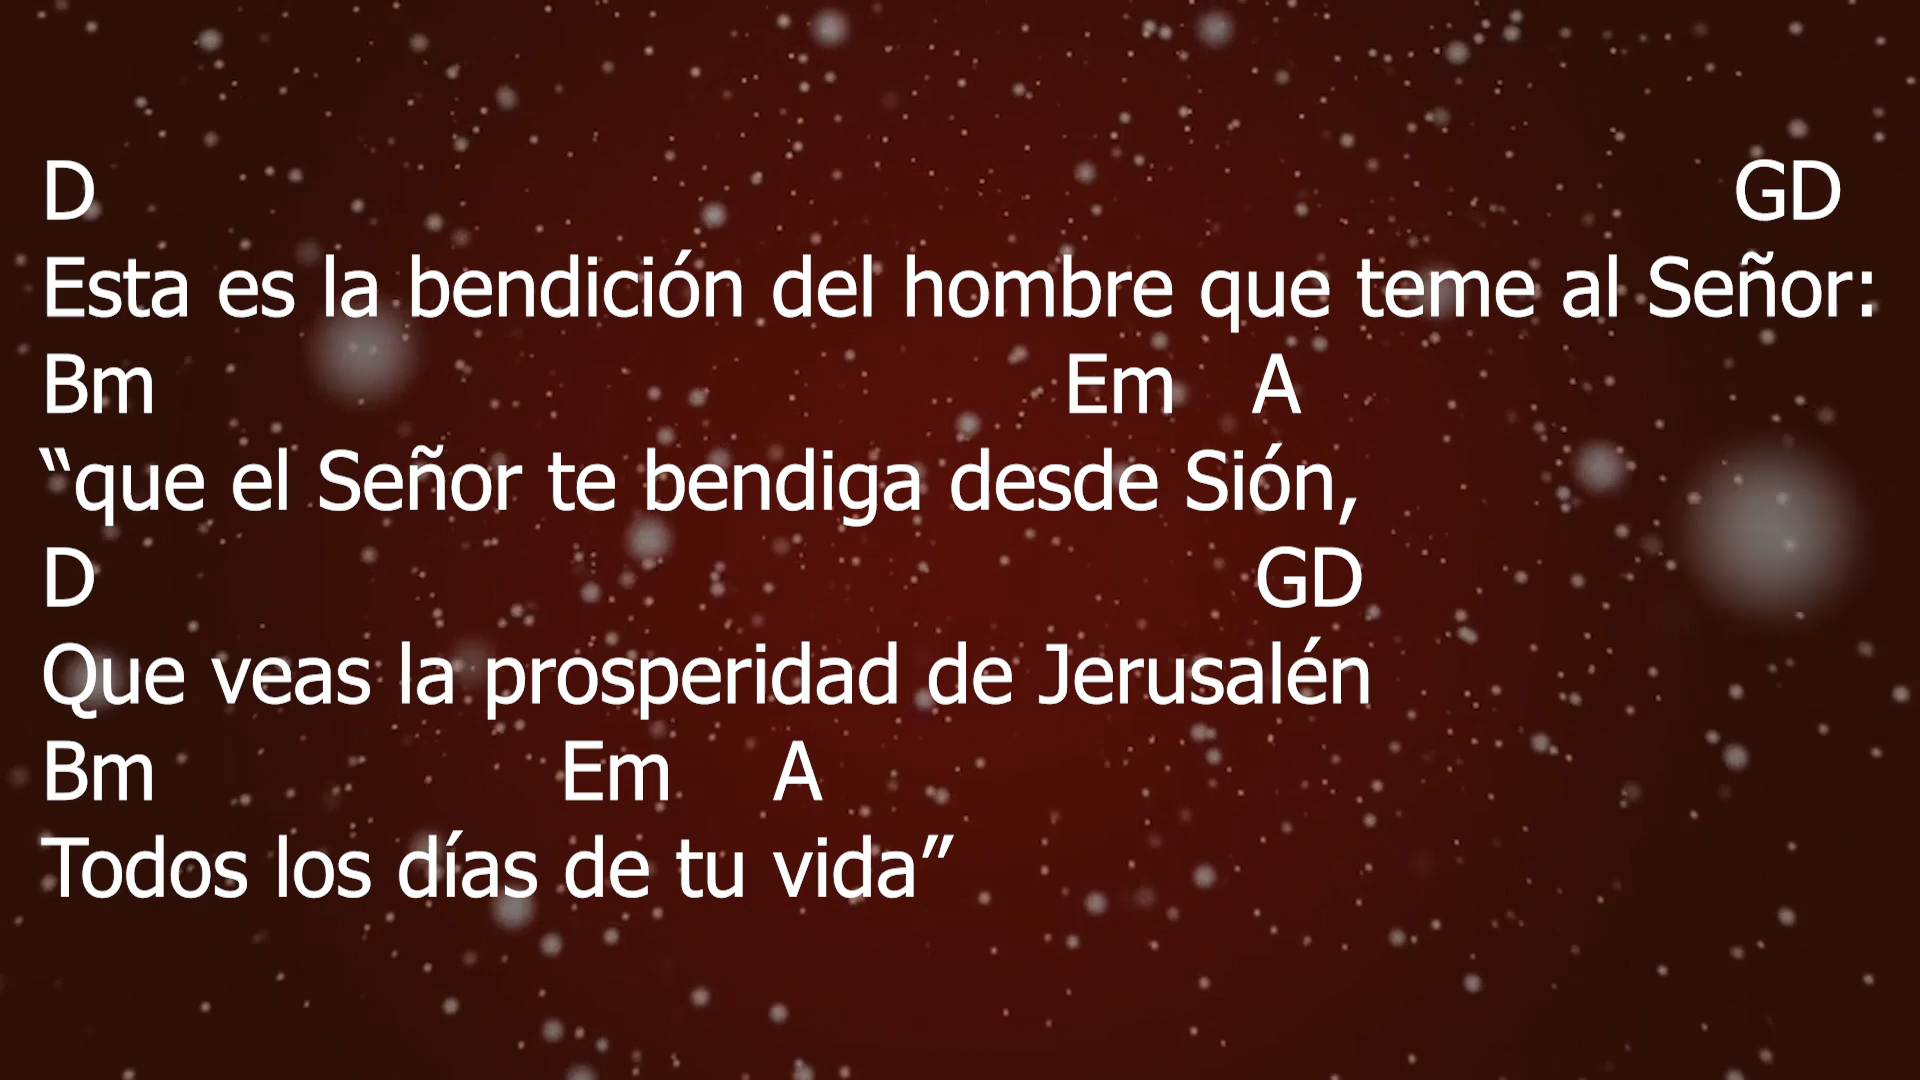 D GD
Esta es la bendición del hombre que teme al Señor:
Bm Em A
“que el Señor te bendiga desde Sión,
D GD
Que veas la prosperidad de Jerusalén
Bm Em A
Todos los días de tu vida”